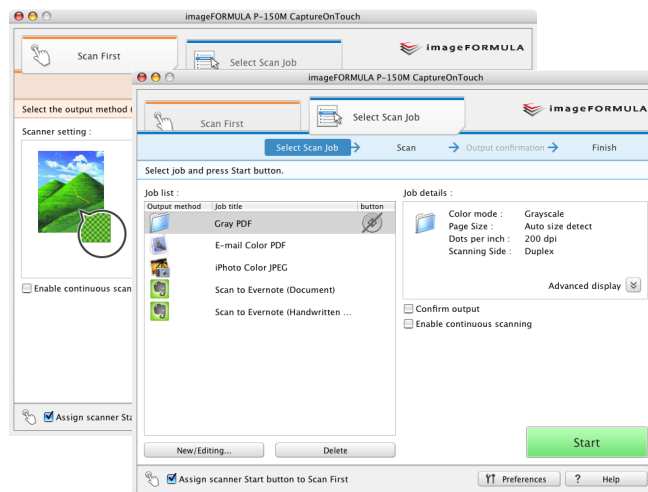 imageFORMULA P-150M CaptureOnTouch
Scan First
Select Scan Job
imageFORMULA
Select the output method (
Scanner setting :
Enable continuous scan
Assign scanner Sta
imageFORMULA P-150M CaptureOnTouch
Scan First
Select Scan Job
imageFORMULA
Select Scan Job
Scan
Output confirmation
Finish
Select job and press Start button.
Job list :
Output method Job title button
Gray PDF
E-mail Color PDF
iPhoto Color JPEG
Scan to Evernote (Document)
Scan to Evernote (Handwritten ...
New/Editing...
Delete
Job details :
Color mode : Grayscale
Page Size : Auto size detect
Dots per inch : 200 dpi
Scanning Side : Duplex
Advanced display
Confirm output
Enable continuous scanning
Start
Assign scanner Start button to Scan First
Preferences
? Help